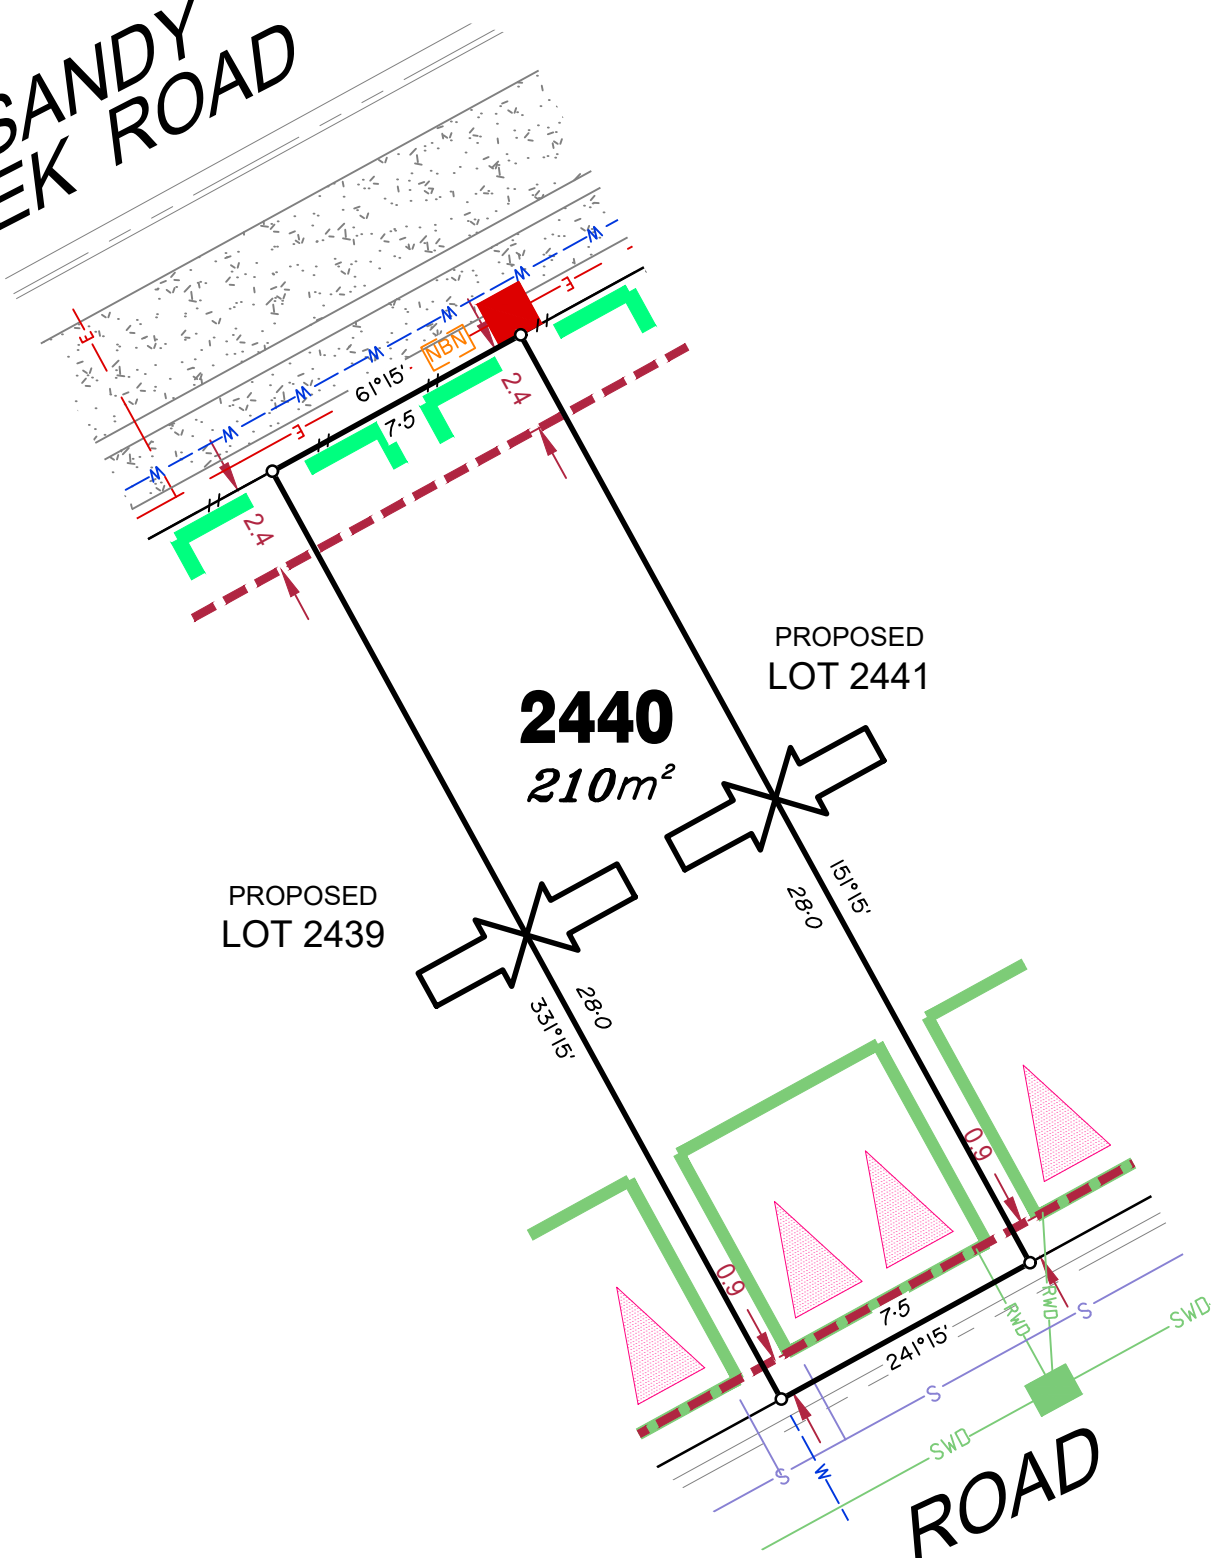 SANDY
EK ROAD
E
W
W
E
NBN
W
61°15'
W
7·5
2.4
W
W
E
W
2.4
PROPOSED
LOT 2441
2440
210m²
PROPOSED
LOT 2439
151°15'
28·0
28·0
331°15'
0.9
0.9
7·5
241°15'
RWD
RWD
S
SWD
S
SWD
S
W
ROAD